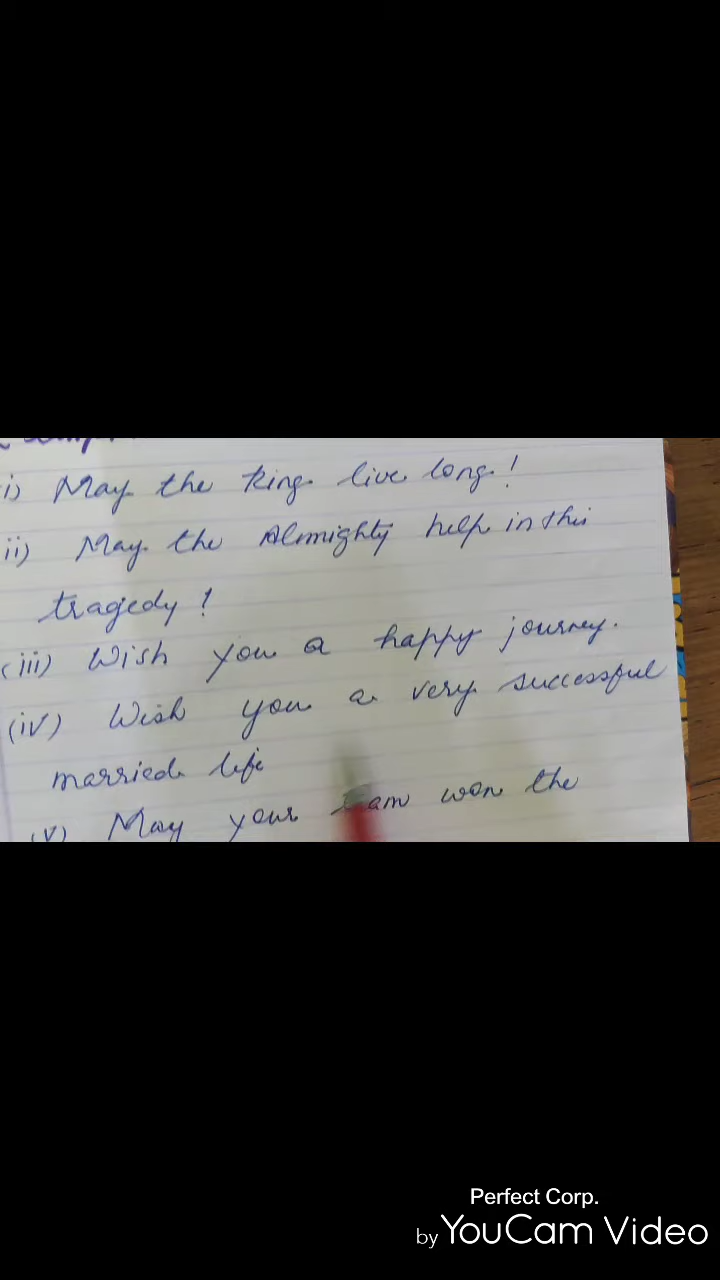 i) May the King live long!
ii) May the Almighty help in this
tragedy!
(iii) Wish you a happy journey.
(iv) Wish you a very successful
married life
(v) May your team won the
Perfect Corp.
by YouCam Video